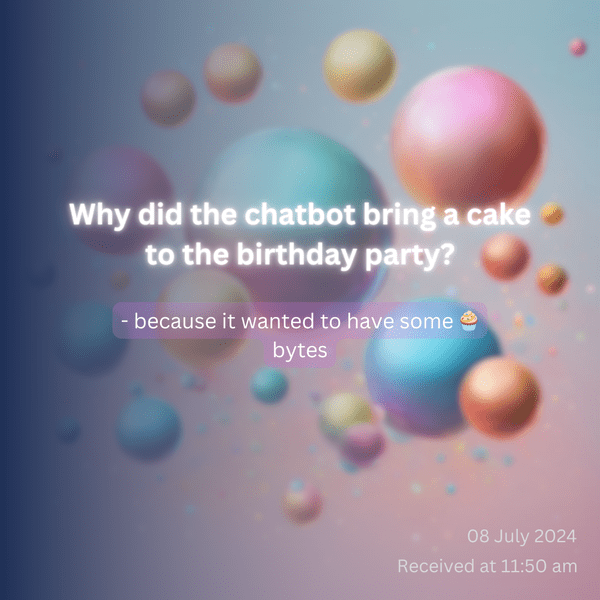 Why did the chatbot bring a cake
to the birthday party?
- because it wanted to have some 🧁
bytes
08 July 2024
Received at 11:50 am